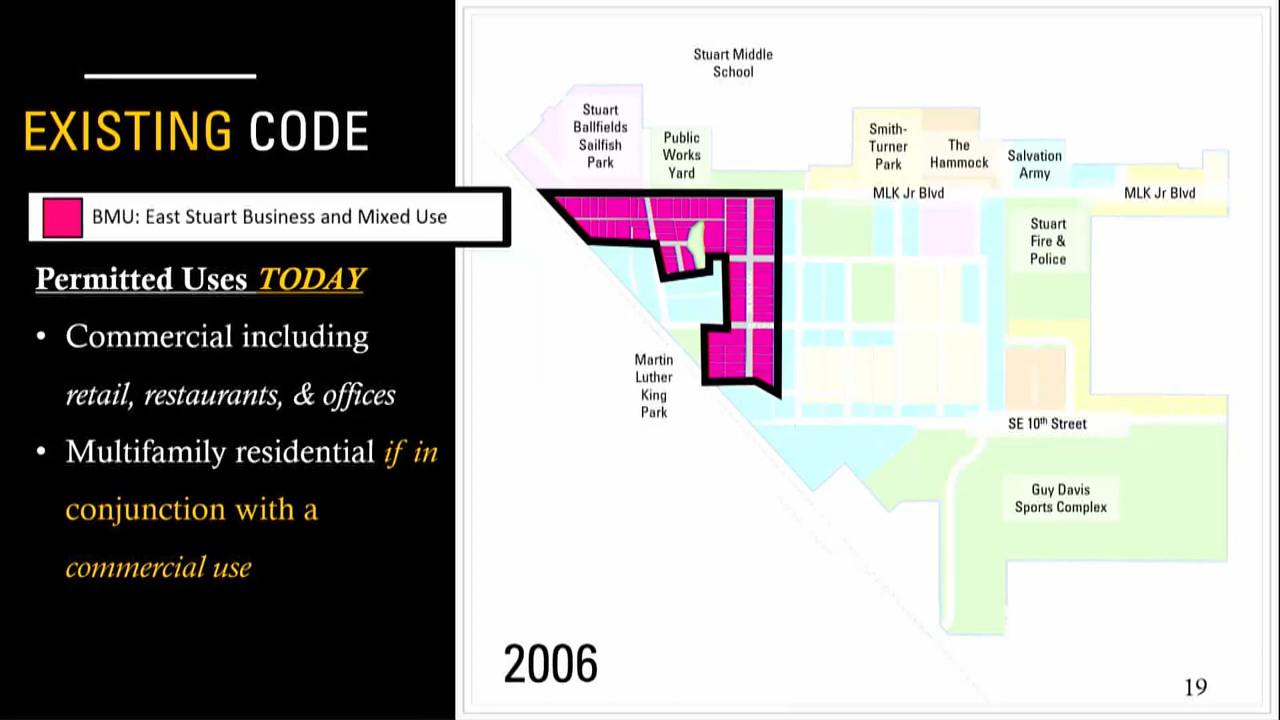 EXISTING CODE
BMU: East Stuart Business and Mixed Use
Permitted Uses TODAY
• Commercial including
retail, restaurants, & offices
• Multifamily residential if in
conjunction with a
commercial use
Stuart Middle
School
Stuart
Ballfields
Sailfish
Park
Public
Works
Yard
Smith-
Turner
Park
The
Hammock
Salvation
Army
MLK Jr Blvd
MLK Jr Blvd
Stuart
Fire &
Police
Martin
Luther
King
Park
SE 10th Street
Guy Davis
Sports Complex
2006
19